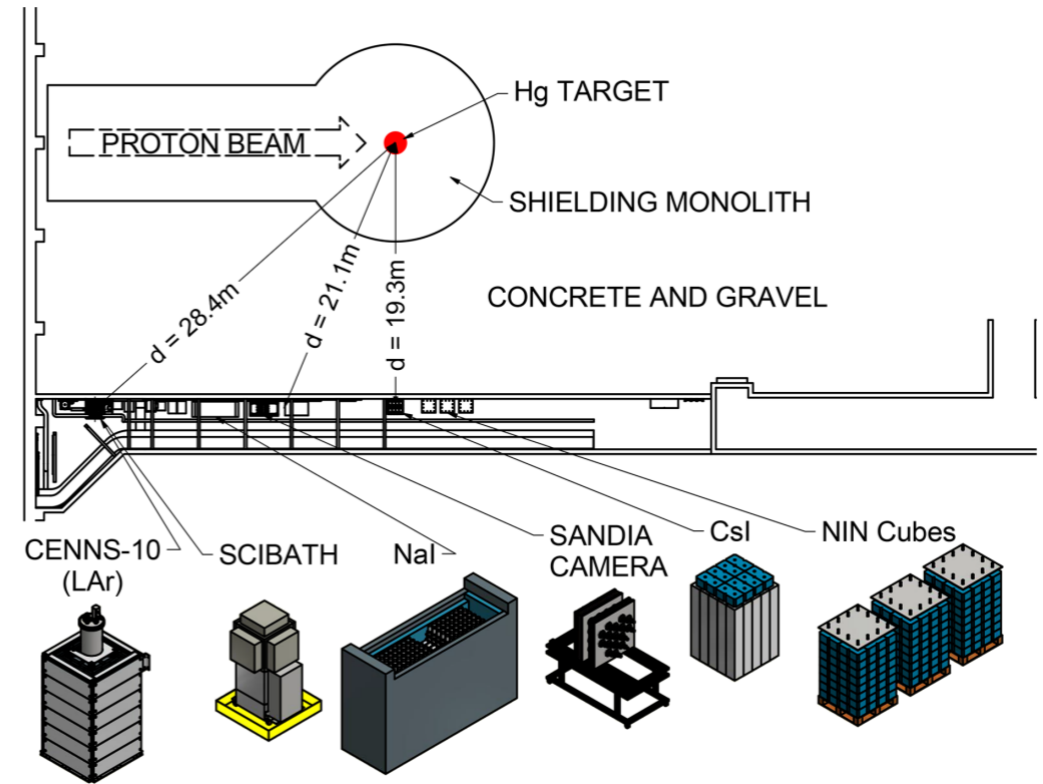 Hg TARGET
PROTON BEAM
SHIELDING MONOLITH
d = 28.4m
d = 21.1m
d = 19.3m
CONCRETE AND GRAVEL
CENNS-10
(LAr)
SCIBATH
NaI
SANDIA
CAMERA
CsI
NIN Cubes